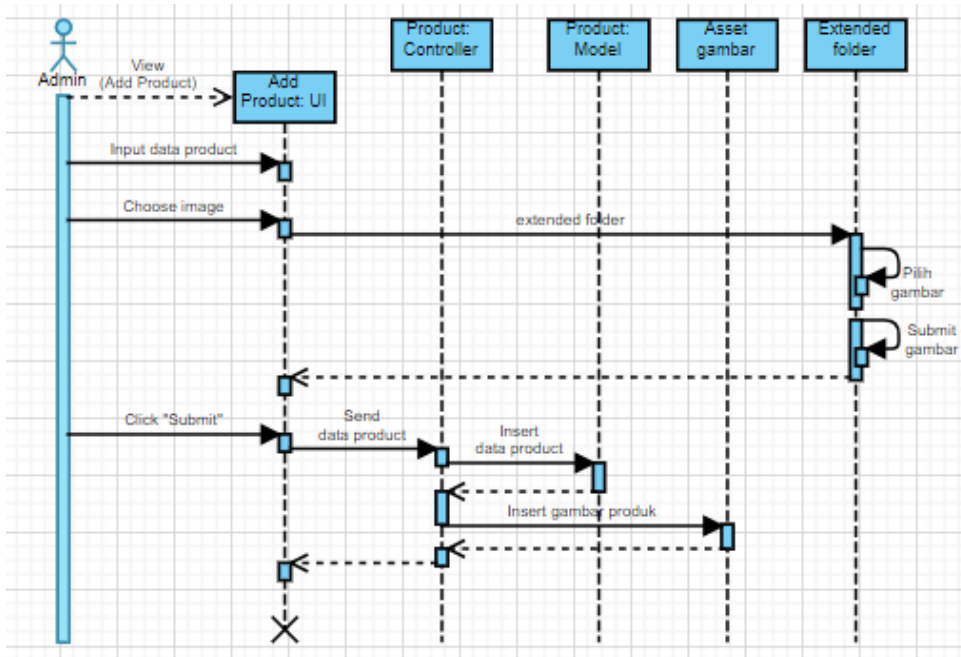 Product:
Controller
Product:
Model
Asset
gambar
Extended
folder
Admin
View
(Add Product)
Add
Product: UI
Input data product
Choose image
extended folder
Pilih
gambar
Submit
gambar
Click "Submit"
Send
data product
Insert
data product
Insert gambar produk